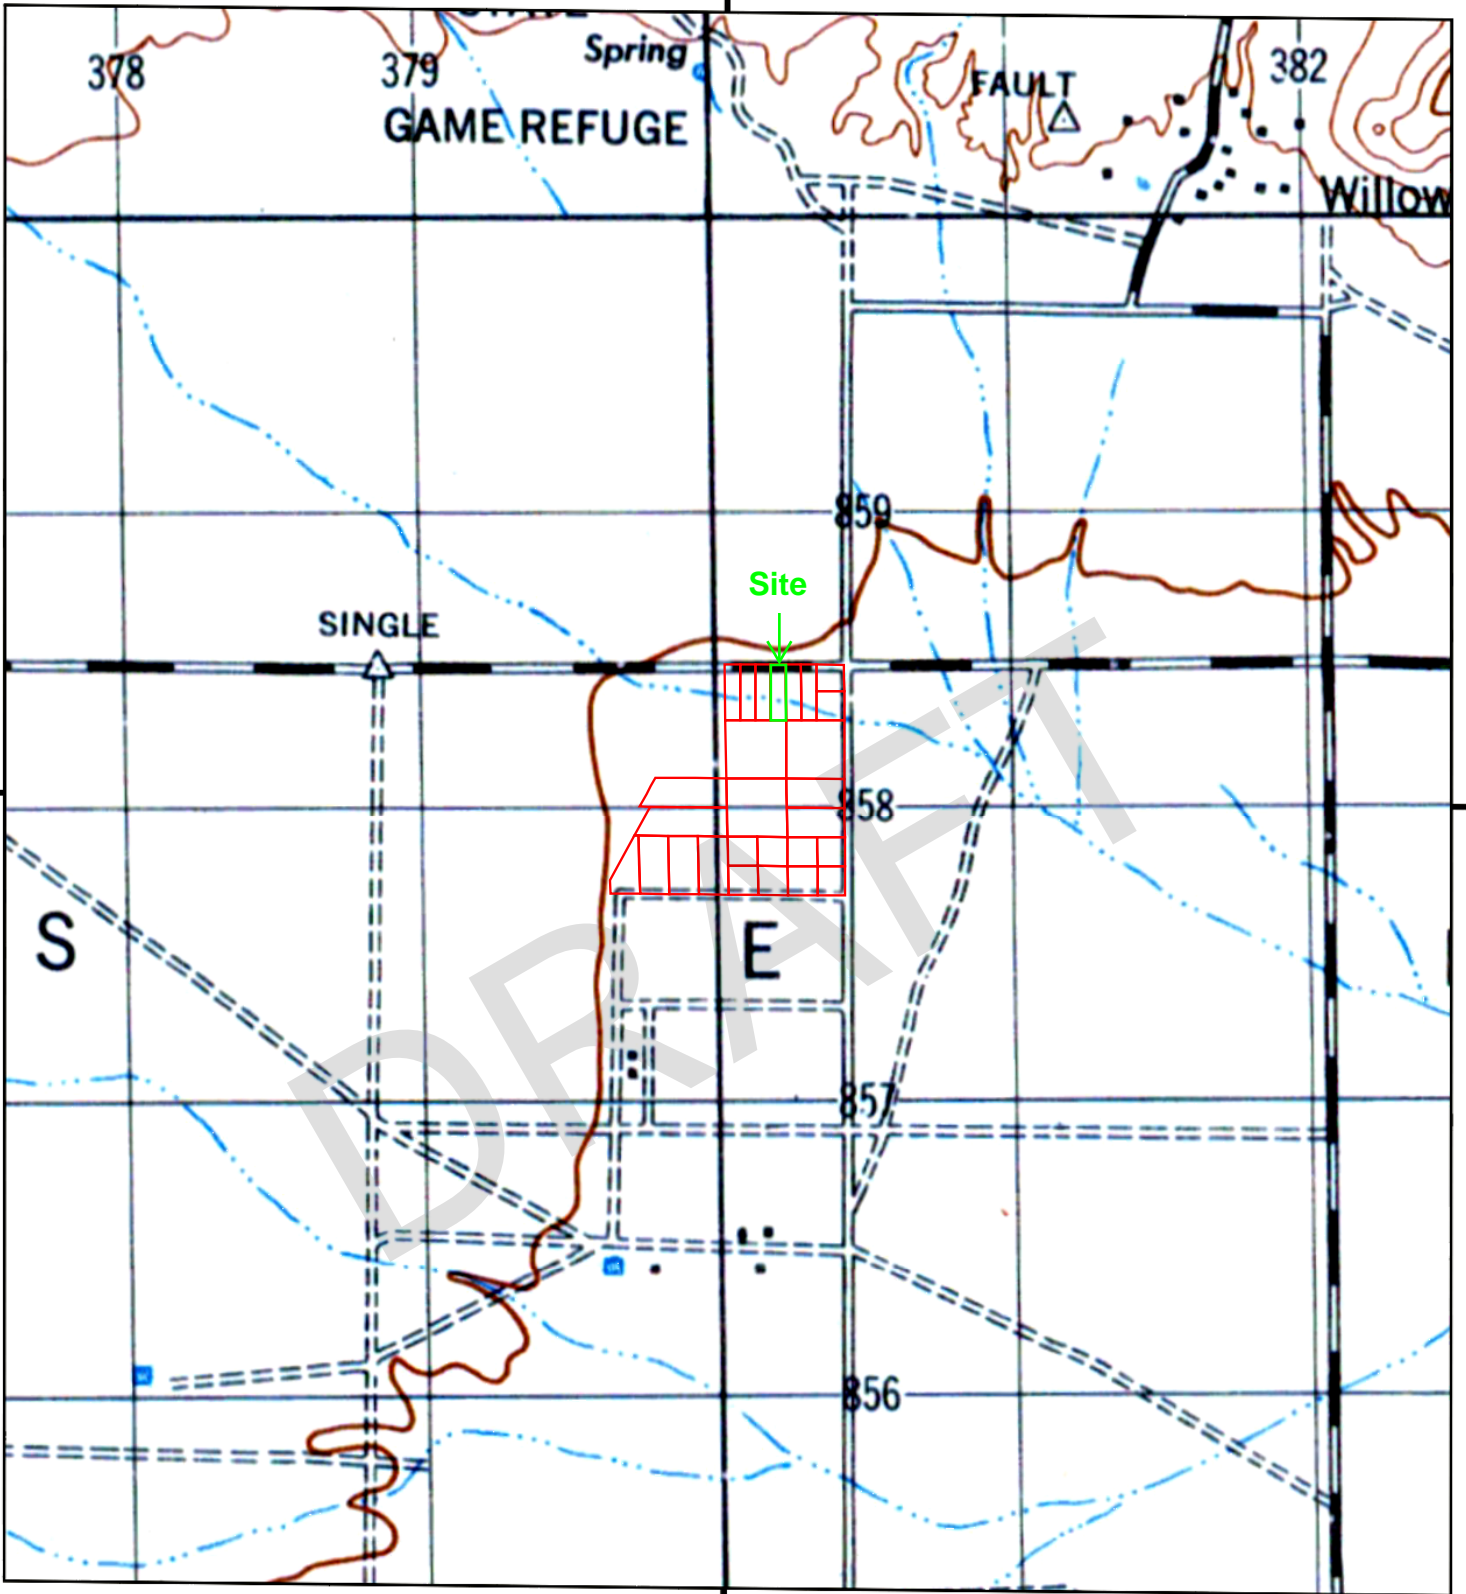 Spring
378
379
382
FAULT
GAME REFUGE
Willow
859
Site
SINGLE
858
S
E
857
856
DRAFT